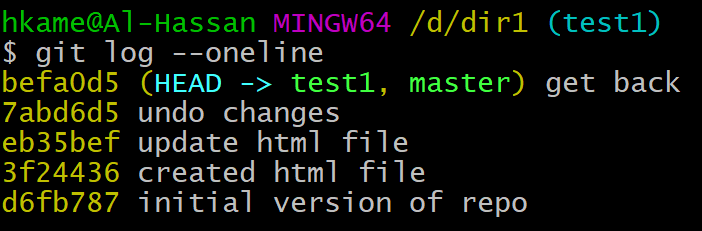 hkame@Al-Hassan MINGW64 /d/dir1 (test1)
$ git log --oneline
befa0d5 (HEAD -> test1, master) get back
7abd6d5 undo changes
eb35bef update html file
3f24436 created html file
d6fb787 initial version of repo